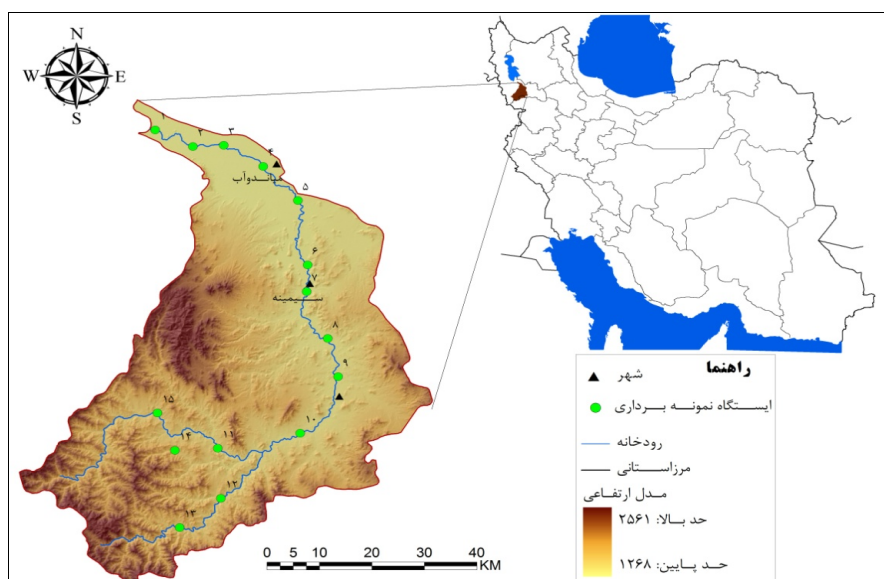 N
W E
S
۱
۲
۳
۴
میاندوآب
۵
۶
۷
سیمینه
۸
۹
۱۰
۱۱
۱۲
۱۳
۱۴
۱۵
0 5 10 20 30 40
KM
راهنما
شهر
ایستگاه نمونه برداری
رودخانه
مرزاستانی
مدل ارتفاعی
حد بالا: ۲۵۶۱
حد پایین: ۱۲۶۸